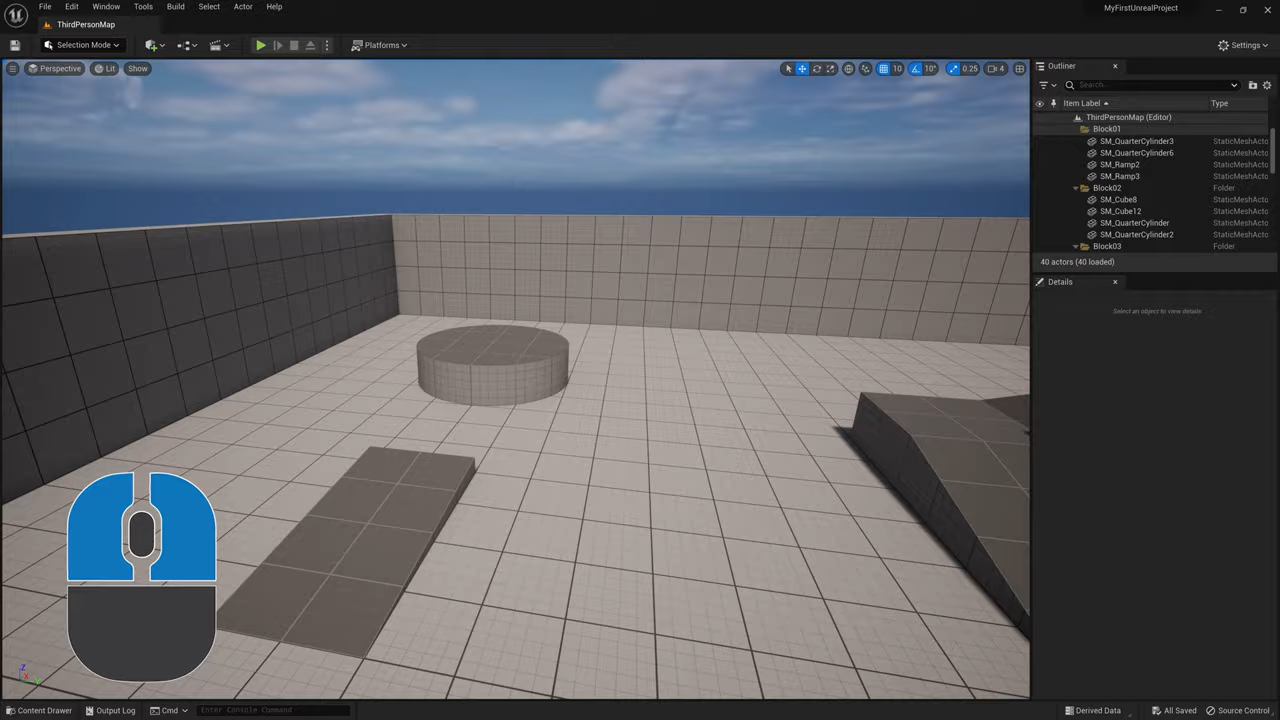 File Edit Window Tools Build Select Actor Help
MyFirstUnrealProject
ThirdPersonMap
Selection Mode
Platforms
Settings
Perspective Lit Show
10 10° 0.25 4
Outliner
Search...
Item Label Type
ThirdPersonMap (Editor)
Block01
SM_QuarterCylinder3 StaticMeshActo
SM_QuarterCylinder6 StaticMeshActo
SM_Ramp2 StaticMeshActo
SM_Ramp3 StaticMeshActo
Block02 Folder
SM_Cube8 StaticMeshActo
SM_Cube12 StaticMeshActo
SM_QuarterCylinder StaticMeshActo
SM_QuarterCylinder2 StaticMeshActo
Block03 Folder
40 actors (40 loaded)
Details
Select an object to view details
Z
X
Y
Content Drawer Output Log Cmd Enter Console Command Derived Data All Saved Source Control